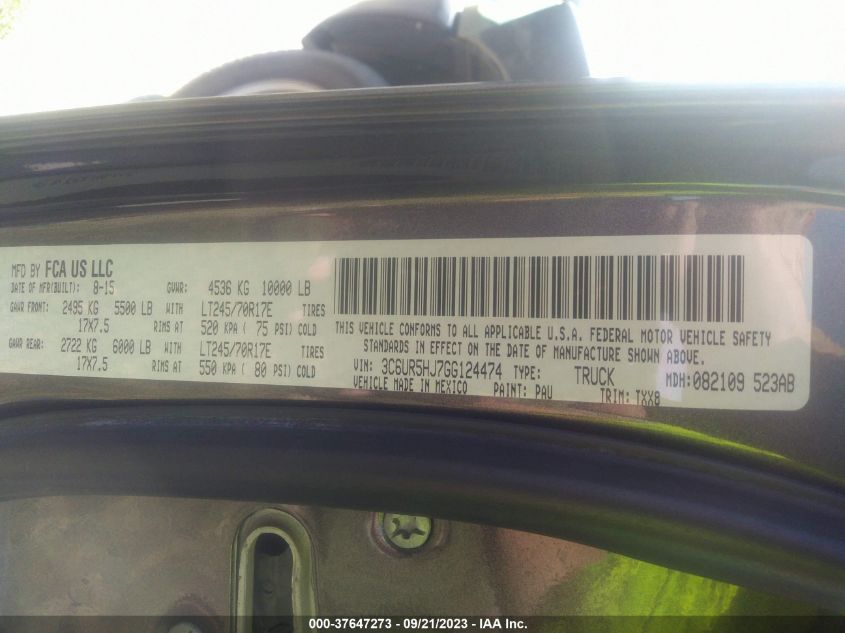 MFD BY FCA US LLC
DATE OF MFR(BUILT): 8-15 GVWR: 4536 KG 10000 LB
GAWR FRONT: 2495 KG 5500 LB WITH LT245/70R17E TIRES
17X7.5 RIMS AT 520 KPA ( 75 PSI) COLD
GAWR REAR: 2722 KG 6000 LB WITH LT245/70R17E TIRES
17X7.5 RIMS AT 550 KPA ( 80 PSI) COLD
THIS VEHICLE CONFORMS TO ALL APPLICABLE U.S.A. FEDERAL MOTOR VEHICLE SAFETY
STANDARDS IN EFFECT ON THE DATE OF MANUFACTURE SHOWN ABOVE.
VIN: 3C6UR5HJ7GG124474 TYPE: TRUCK MDH:082109 523AB
VEHICLE MADE IN MEXICO PAINT: PAU TRIM: TXX8
000-37647273 - 09/21/2023 - IAA Inc.